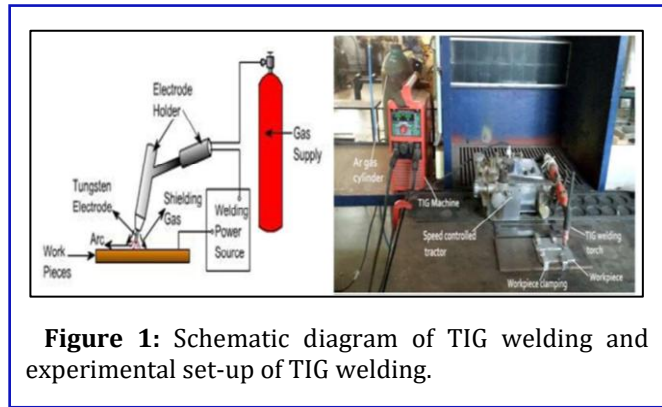 Electrode
Holder
Gas
Supply
Tungsten
Electrode
Shielding
Gas
Arc
Work
Pieces
Welding
Power
Source
Ar gas
cylinder
TIG Machine
Speed controlled
tractor
TIG welding
torch
Workpiece
Workpiece clamping
Figure 1: Schematic diagram of TIG welding and
experimental set-up of TIG welding.